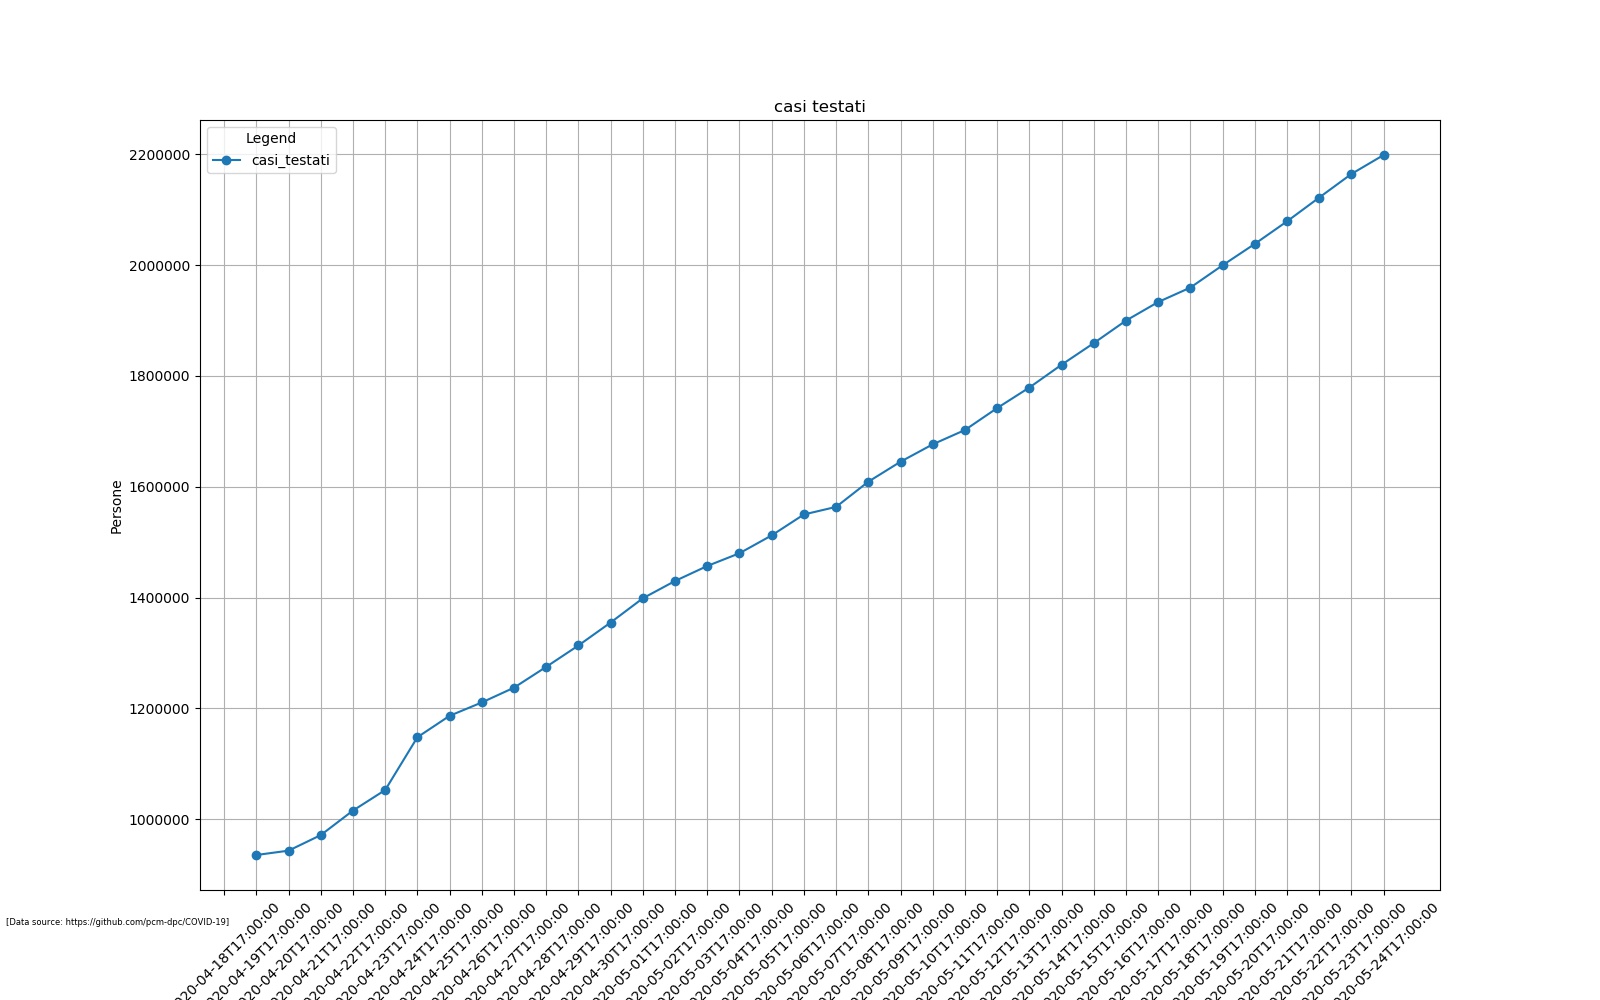 casi testati
Legend
casi_testati
Persone
2200000
2000000
1800000
1600000
1400000
1200000
1000000
020-04-18T17:00:00
020-04-19T17:00:00
020-04-20T17:00:00
020-04-21T17:00:00
020-04-22T17:00:00
020-04-23T17:00:00
020-04-24T17:00:00
020-04-25T17:00:00
020-04-26T17:00:00
020-04-27T17:00:00
020-04-28T17:00:00
020-04-29T17:00:00
020-04-30T17:00:00
020-05-01T17:00:00
020-05-02T17:00:00
020-05-03T17:00:00
020-05-04T17:00:00
020-05-05T17:00:00
020-05-06T17:00:00
020-05-07T17:00:00
020-05-08T17:00:00
020-05-09T17:00:00
020-05-10T17:00:00
020-05-11T17:00:00
020-05-12T17:00:00
020-05-13T17:00:00
020-05-14T17:00:00
020-05-15T17:00:00
020-05-16T17:00:00
020-05-17T17:00:00
020-05-18T17:00:00
020-05-19T17:00:00
020-05-20T17:00:00
020-05-21T17:00:00
020-05-22T17:00:00
020-05-23T17:00:00
020-05-24T17:00:00
[Data source: https://github.com/pcm-dpc/COVID-19]